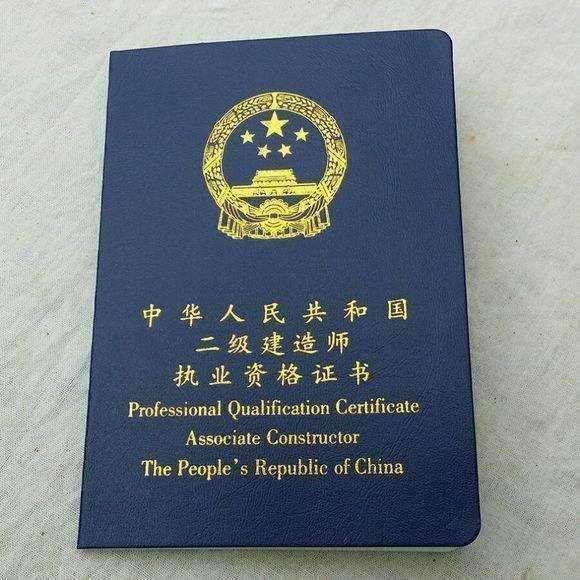 中华人民共和国
二级建造师
执业资格证书
Professional Qualification Certificate
Associate Constructor
The People's Republic of China